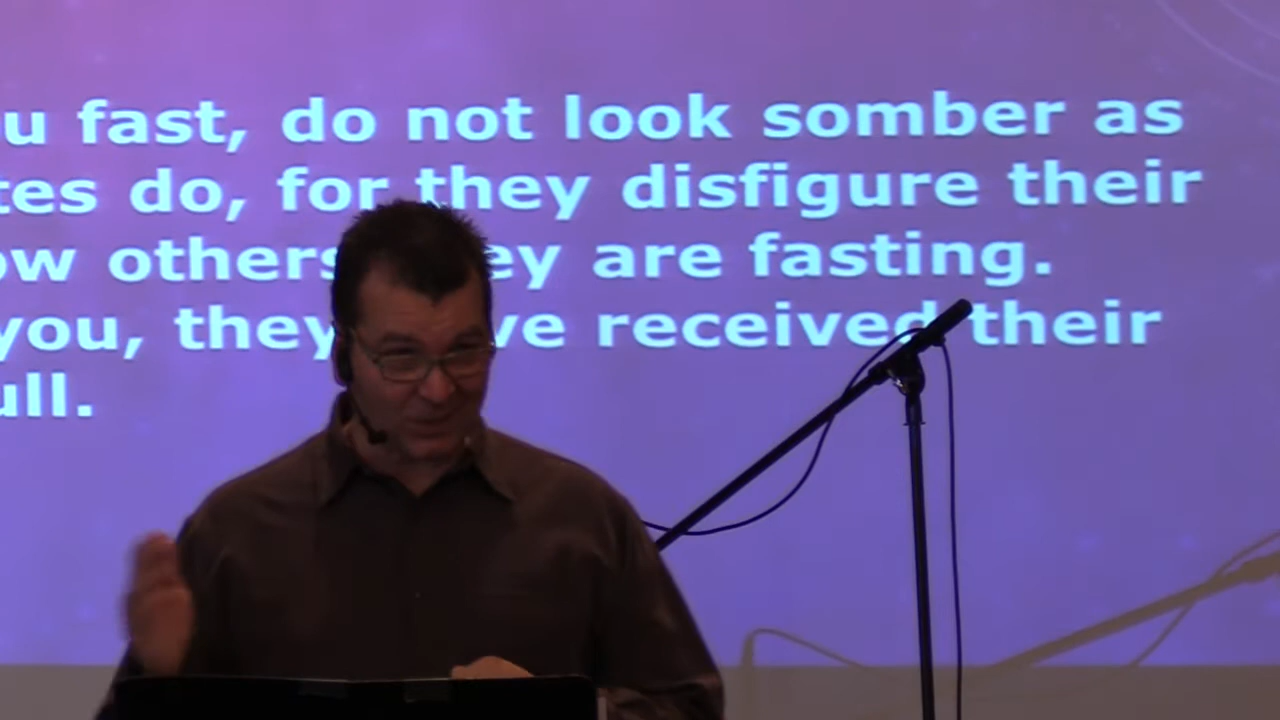 u fast, do not look somber as
tes do, for they disfigure their
ow others ey are fasting.
you, they ve received their
ull.